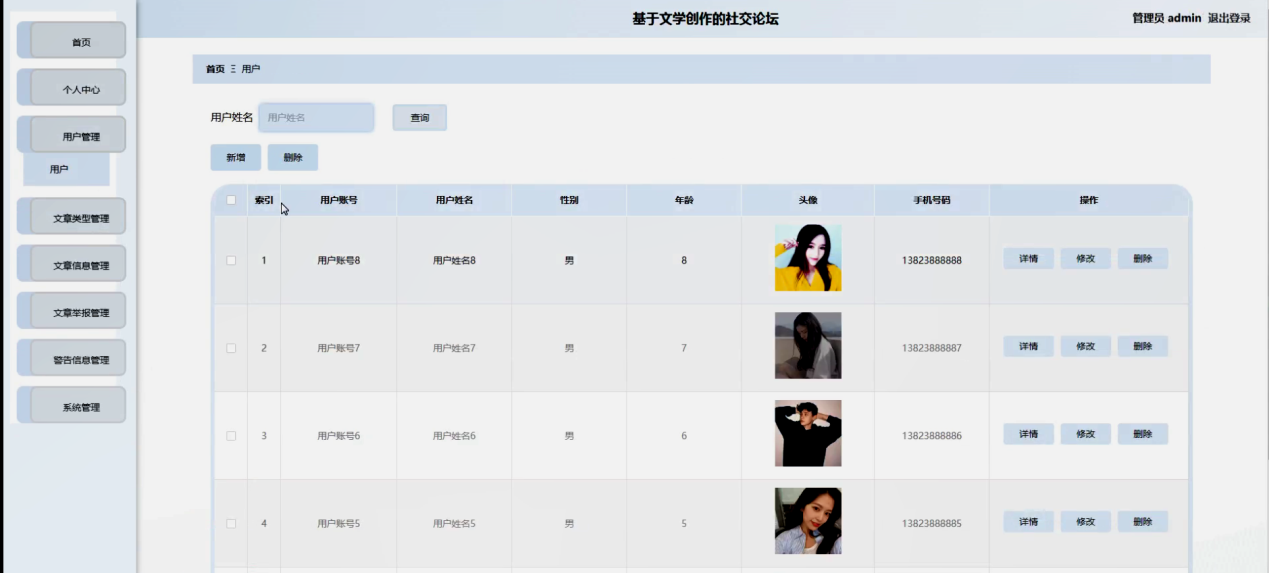 基于文学创作的社交论坛
管理员 admin 退出登录
首页
个人中心
用户管理
用户
文章类型管理
文章信息管理
文章举报管理
警告信息管理
系统管理
首页 Ξ 用户
用户姓名 用户姓名 查询
新增 删除
索引 用户账号 用户姓名 性别 年龄 头像 手机号码 操作
1 用户账号8 用户姓名8 男 8 13823888888 详情 修改 删除
2 用户账号7 用户姓名7 男 7 13823888887 详情 修改 删除
3 用户账号6 用户姓名6 男 6 13823888886 详情 修改 删除
4 用户账号5 用户姓名5 男 5 13823888885 详情 修改 删除